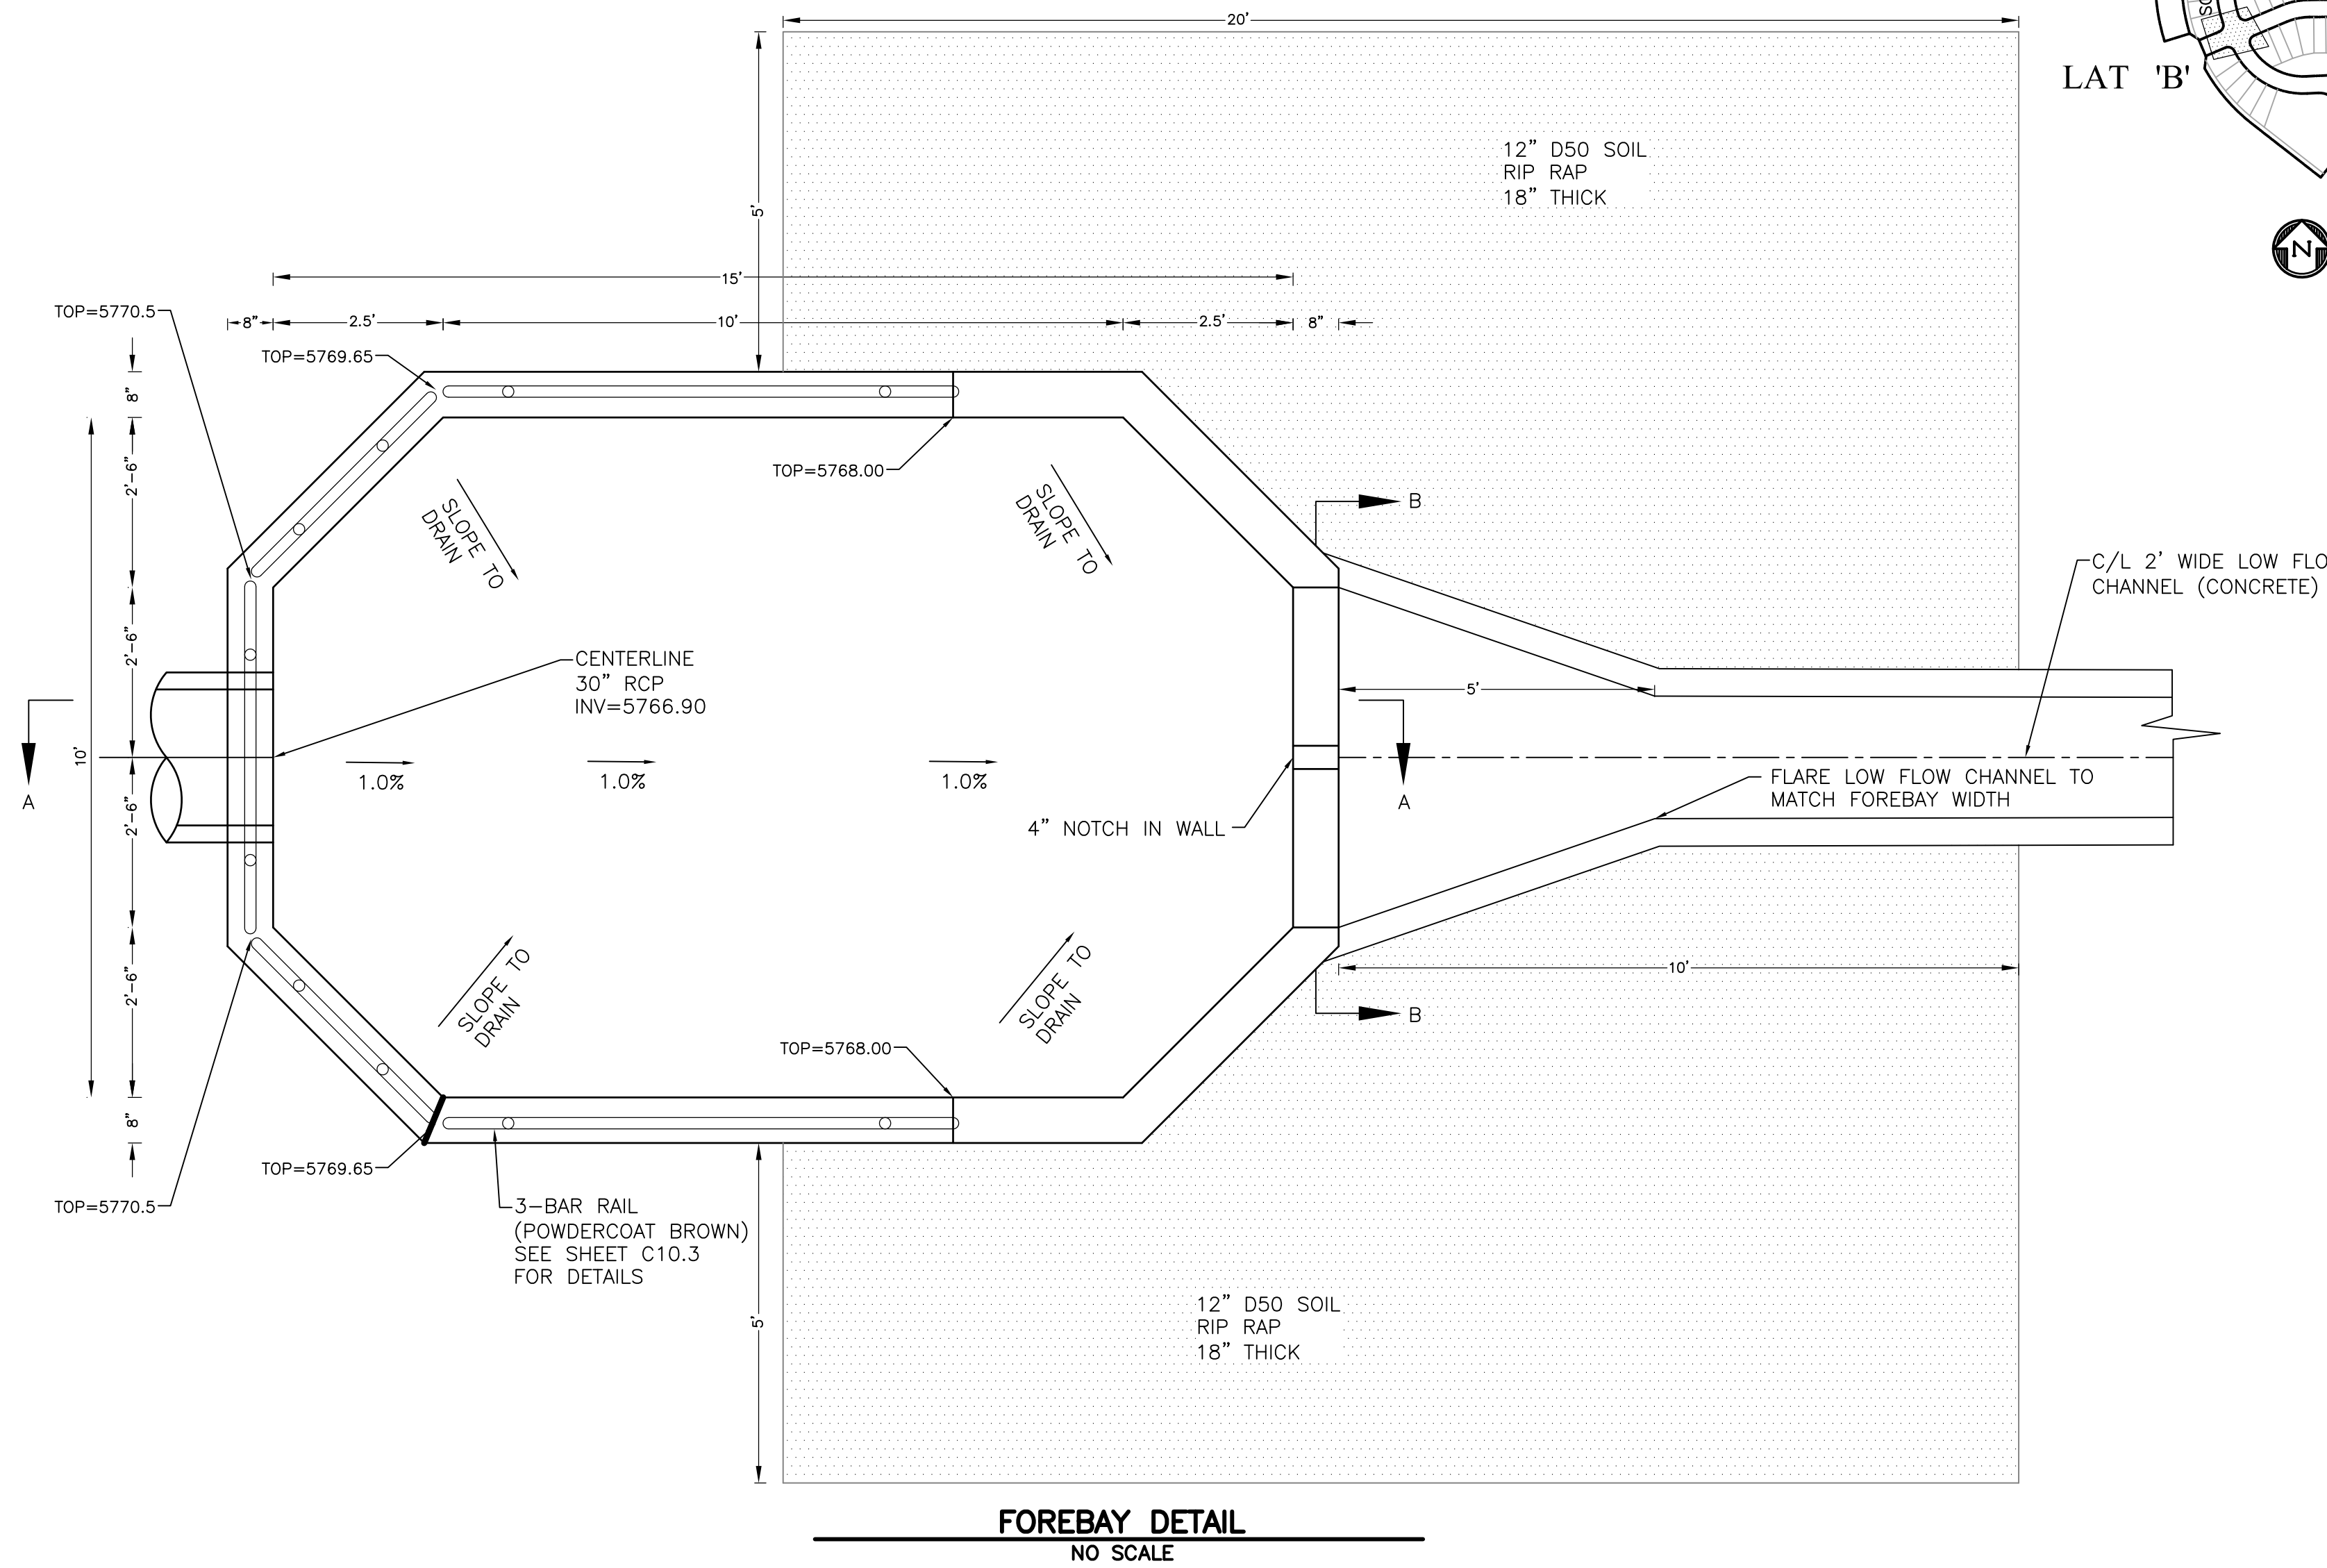 20'
SO
LAT 'B'
12" D50 SOIL
RIP RAP
18" THICK
N
5'
15'
TOP=5770.5
8"
2.5'
10'
2.5'
8"
TOP=5769.65
8"
2'-6"
TOP=5768.00
SLOPE TO
DRAIN
SLOPE TO
DRAIN
B
C/L 2' WIDE LOW FLO
CHANNEL (CONCRETE)
2'-6"
CENTERLINE
30" RCP
INV=5766.90
5'
10'
1.0%
1.0%
1.0%
A
A
FLARE LOW FLOW CHANNEL TO
MATCH FOREBAY WIDTH
2'-6"
4" NOTCH IN WALL
2'-6"
SLOPE TO
DRAIN
SLOPE TO
DRAIN
10'
B
TOP=5768.00
8"
TOP=5769.65
TOP=5770.5
3-BAR RAIL
(POWDERCOAT BROWN)
SEE SHEET C10.3
FOR DETAILS
5'
12" D50 SOIL
RIP RAP
18" THICK
FOREBAY DETAIL
NO SCALE